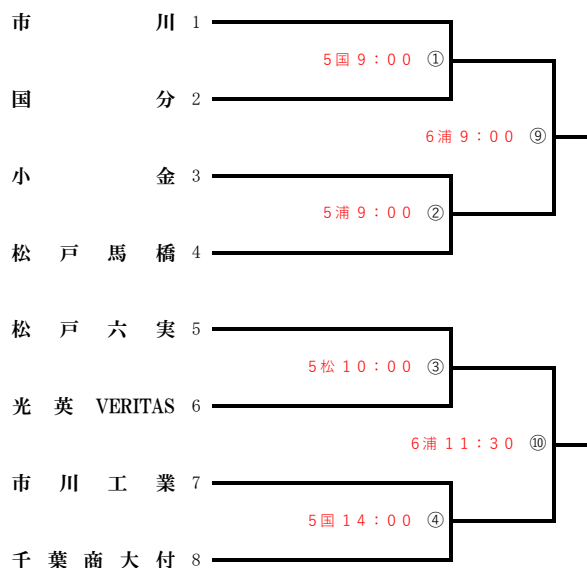 市川 1
5国 9：00 ①
国分 2
6浦 9：00 ⑨
小金 3
5浦 9：00 ②
松戸馬橋 4
松戸六実 5
5松 10：00 ③
光英 VERITAS 6
6浦 11：30 ⑩
市川工業 7
5国 14：00 ④
千葉商大付 8